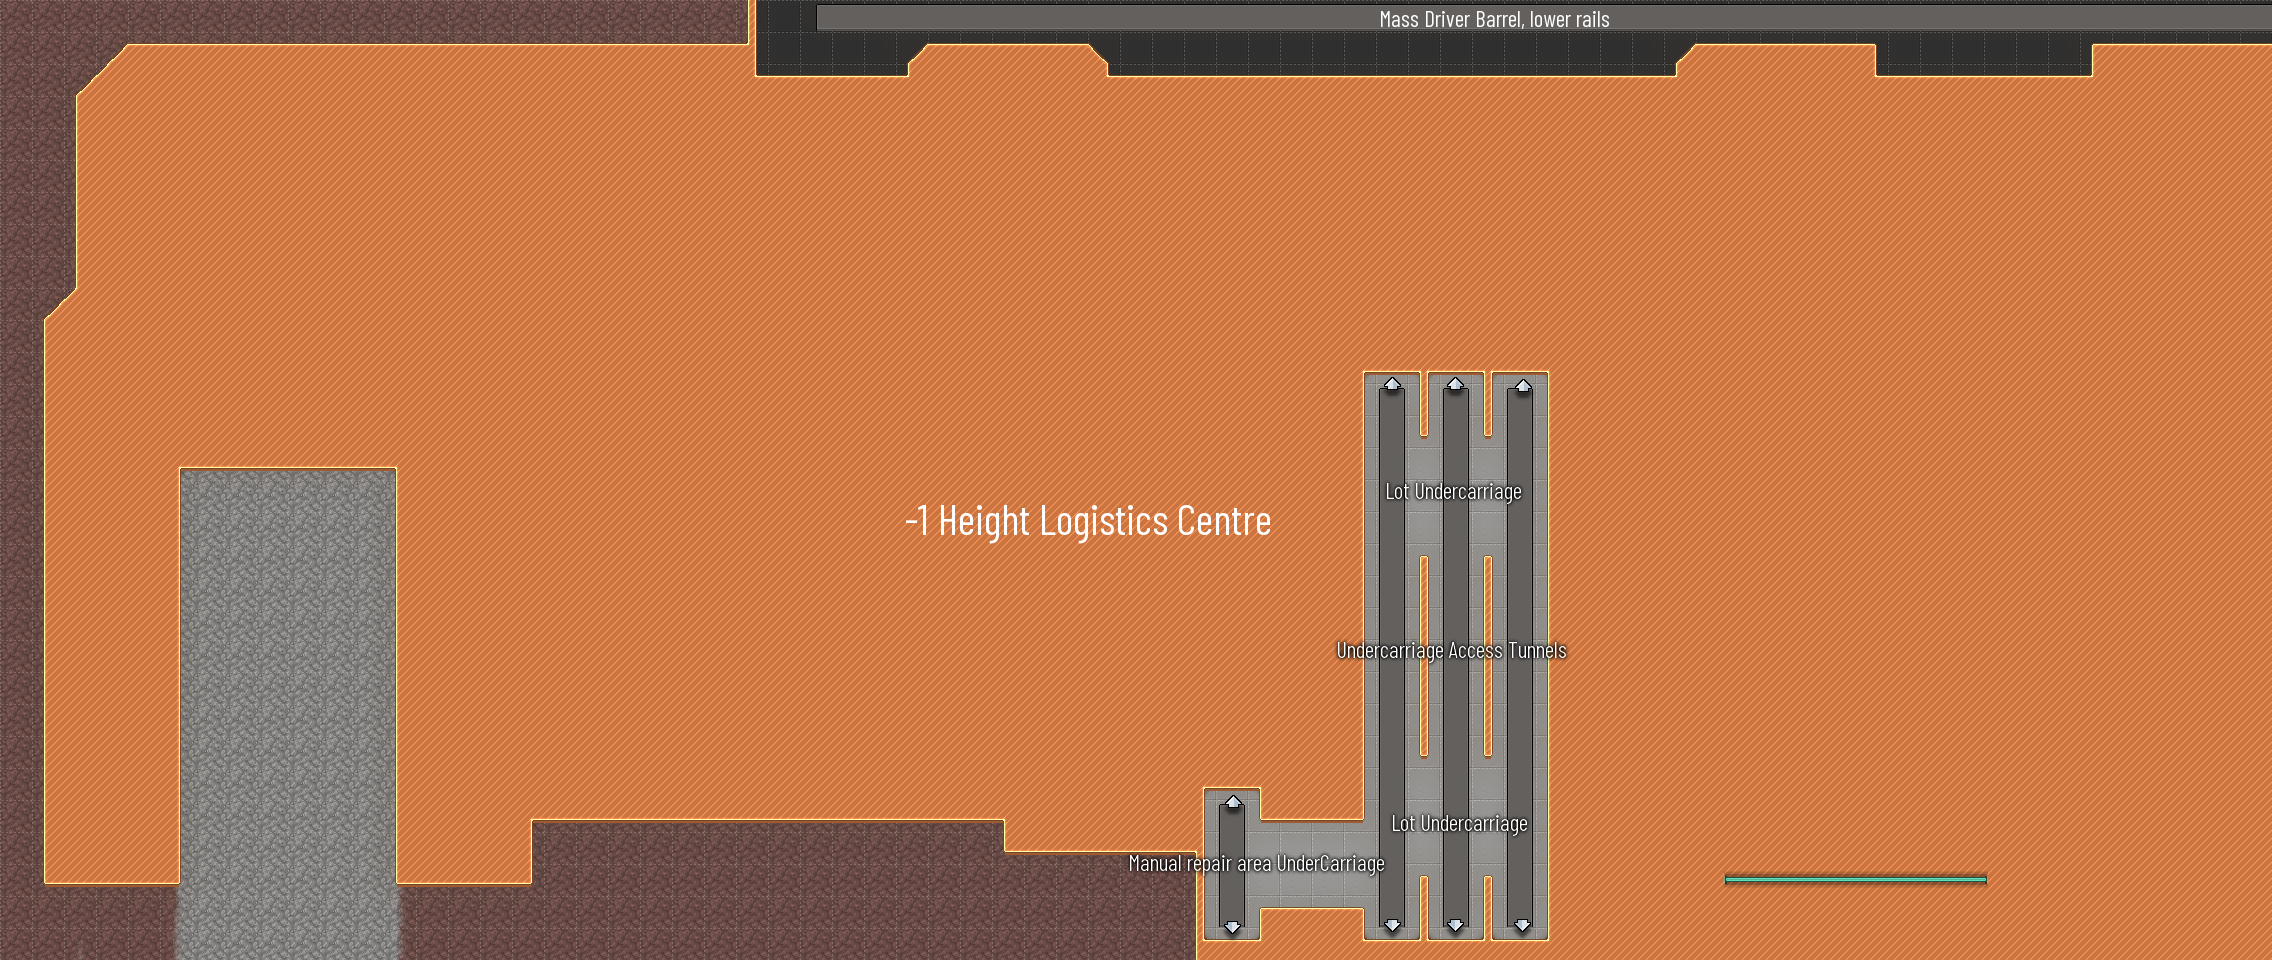 Mass Driver Barrel, lower rails
Lot Undercarriage
-1 Height Logistics Centre
Undercarriage Access Tunnels
Lot Undercarriage
Manual repair area UnderCarriage